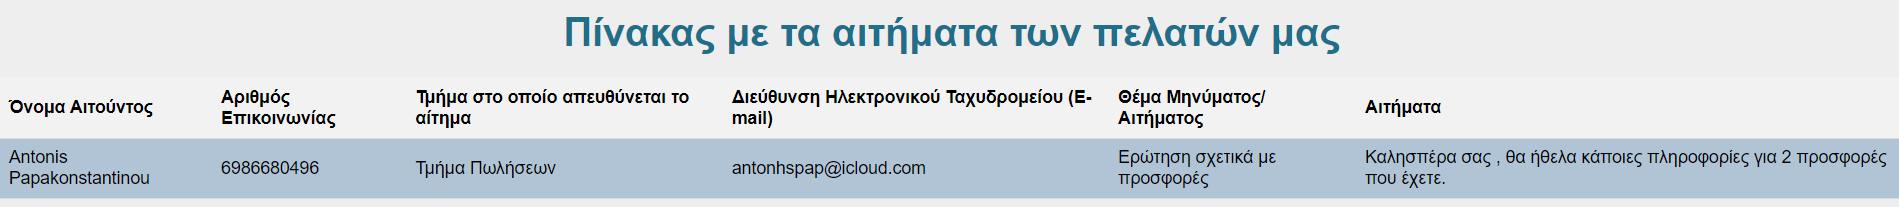 Πίνακας με τα αιτήματα των πελατών μας
Όνομα Αιτούντος
Αριθμός
Επικοινωνίας
Τμήμα στο οποίο απευθύνεται το
αίτημα
Διεύθυνση Ηλεκτρονικού Ταχυδρομείου (E-
mail)
Θέμα Μηνύματος/
Αιτήματος
Αιτήματα
Antonis
Papakonstantinou
6986680496
Τμήμα Πωλήσεων
antonhspap@icloud.com
Ερώτηση σχετικά με
προσφορές
Καλησπέρα σας , θα ήθελα κάποιες πληροφορίες για 2 προσφορές
που έχετε.